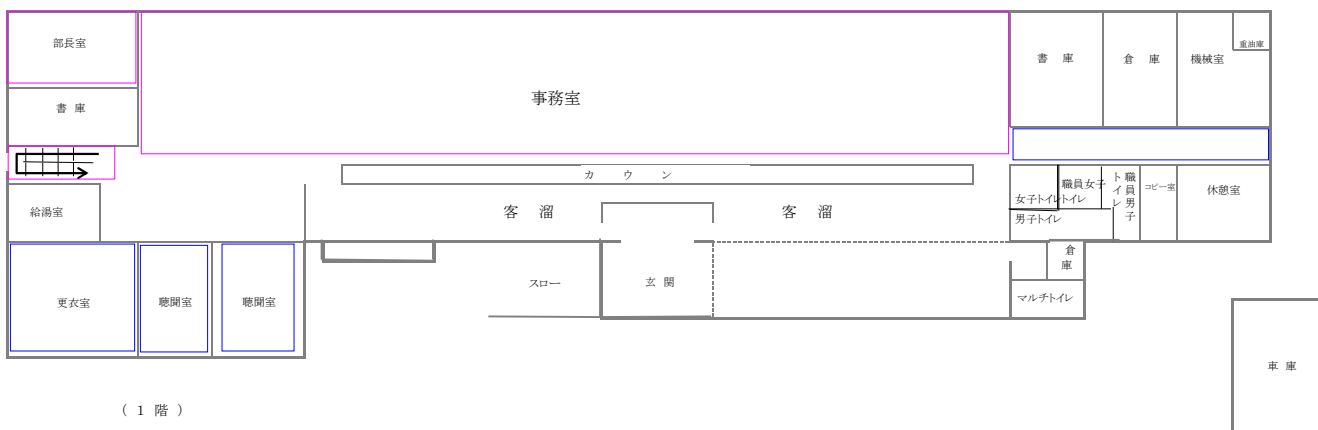 部長室
書 庫
事務室
書 庫
倉 庫
機械室
重油庫
カ ウ ン
給湯室
客 溜
客 溜
女子トイレ
職員女子
トイレ
男子トイレ
職員男子
トイレ
コピー室
休憩室
更衣室
聴聞室
聴聞室
スロー
玄 関
倉
庫
マルチトイレ
車 庫
( 1 階 )